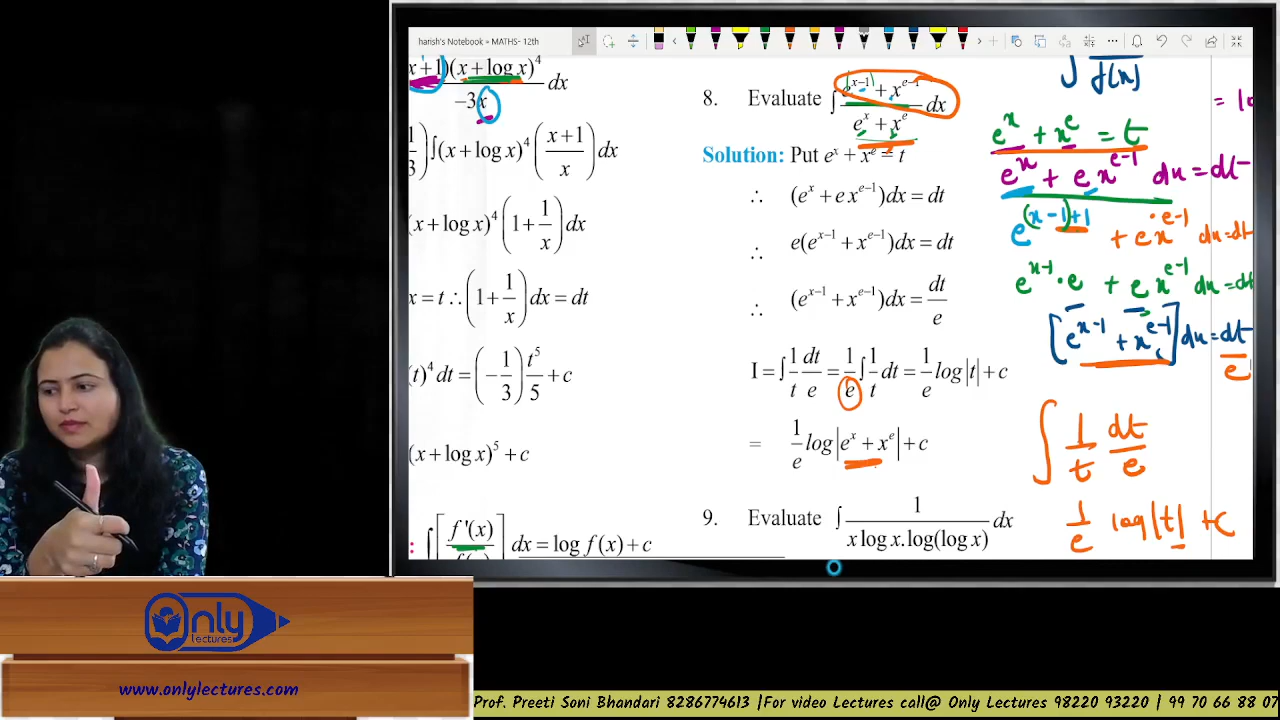 harish's Notebook » MATHS- 12th
x+1)(x+log x)⁴
−3x dx
1/3) ∫(x+log x)⁴ ((x+1)/x) dx
(x+log x)⁴ (1+1/x) dx
x = t ∴ (1+1/x) dx = dt
(t)⁴ dt = (−1/3) t⁵/5 + c
(x+log x)⁵ + c
: ∫[f'(x)/f(x)] dx = log f(x)+c
8. Evaluate ∫ (e^(x−1) + x^(e−1))/(e^x + x^e) dx
Solution: Put e^x + x^e = t
∴ (e^x + e x^(e−1))dx = dt
∴ e(e^(x−1) + x^(e−1))dx = dt
∴ (e^(x−1) + x^(e−1))dx = dt/e
I = ∫ 1/t dt/e = 1/e ∫ 1/t dt = 1/e log|t| + c
= 1/e log|e^x + x^e| + c
9. Evaluate ∫ 1/(x log x.log(log x)) dx
∫ f(x)
= lo
e^x + x^e = t
e^x + e x^(e−1) dx = dt
e^((x−1)+1) + e x^(e−1) dx = dt
e^(x−1) · e + e x^(e−1) dx = dt
[e^(x−1) + x^(e−1)] dx = dt/e
∫ 1/t dt/e
1/e log|t| + c
Only
lectures
www.onlylectures.com
Prof. Preeti Soni Bhandari 8286774613 |For video Lectures call@ Only Lectures 98220 93220 | 99 70 66 88 07